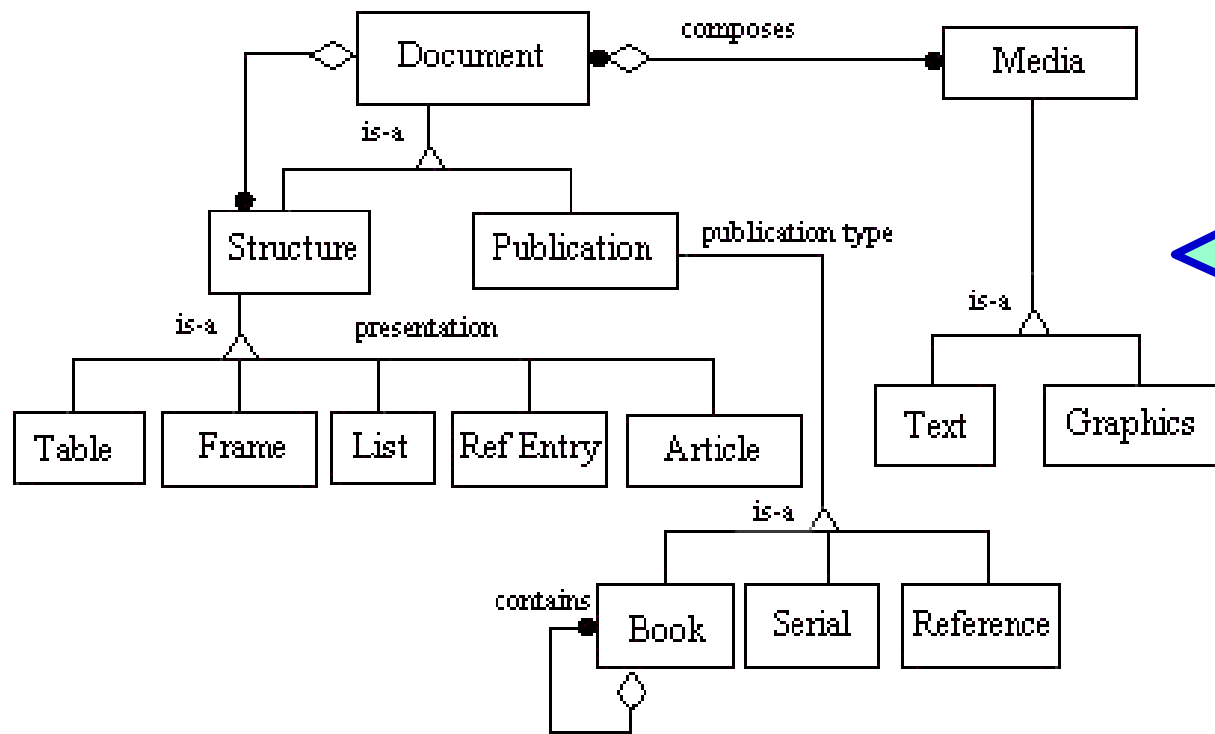 composes
Document
Media
is-a
Structure
Publication
publication type
is-a
is-a
presentation
Table
Frame
List
Ref Entry
Article
Text
Graphics
is-a
contains
Book
Serial
Reference